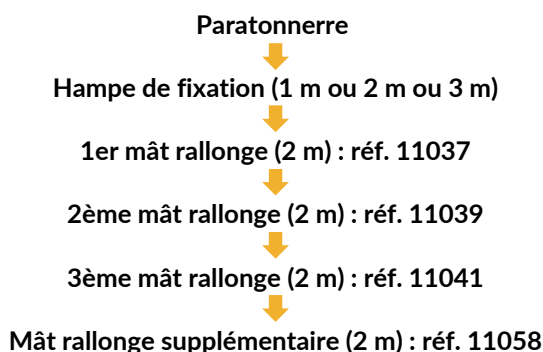 Paratonnerre
Hampe de fixation (1 m ou 2 m ou 3 m)
1er mât rallonge (2 m) : réf. 11037
2ème mât rallonge (2 m) : réf. 11039
3ème mât rallonge (2 m) : réf. 11041
Mât rallonge supplémentaire (2 m) : réf. 11058